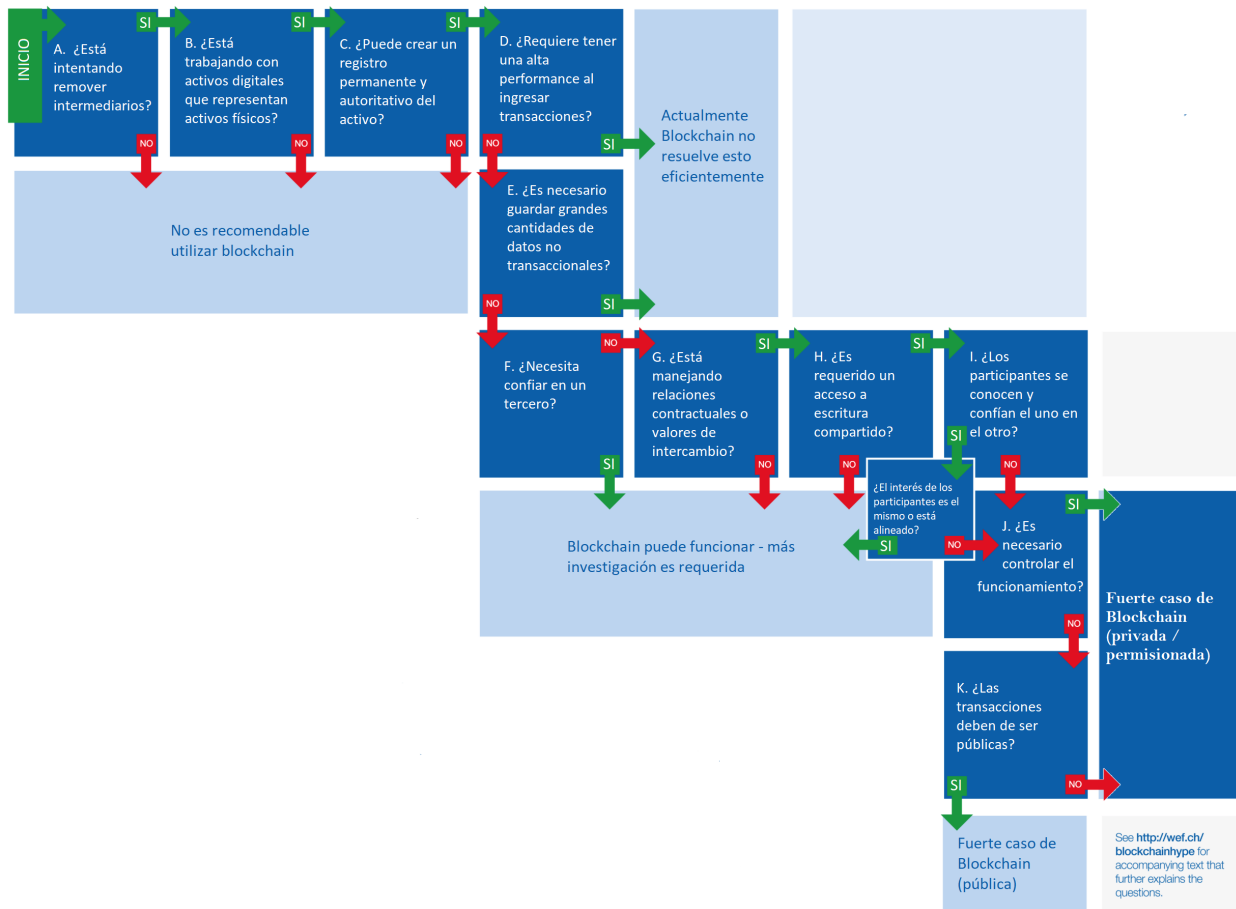 INICIO
A. ¿Está
intentando
remover
intermediarios?
SI
NO
B. ¿Está
trabajando con
activos digitales
que representan
activos físicos?
SI
NO
C. ¿Puede crear un
registro
permanente y
autoritativo del
activo?
SI
NO
D. ¿Requiere tener
una alta
performance al
ingresar
transacciones?
NO
SI
Actualmente
Blockchain no
resuelve esto
eficientemente
No es recomendable
utilizar blockchain
E. ¿Es necesario
guardar grandes
cantidades de
datos no
transaccionales?
NO
SI
F. ¿Necesita
confiar en un
tercero?
NO
SI
G. ¿Está
manejando
relaciones
contractuales o
valores de
intercambio?
SI
NO
H. ¿Es
requerido un
acceso a
escritura
compartido?
SI
NO
I. ¿Los
participantes se
conocen y
confían el uno en
el otro?
SI
NO
¿El interés de los
participantes es el
mismo o está
alineado?
SI
NO
Blockchain puede funcionar - más
investigación es requerida
J. ¿Es
necesario
controlar el
funcionamiento?
SI
NO
Fuerte caso de
Blockchain
(privada /
permisionada)
K. ¿Las
transacciones
deben de ser
públicas?
SI
NO
Fuerte caso de
Blockchain
(pública)
See http://wef.ch/
blockchainhype for
accompanying text that
further explains the
questions.